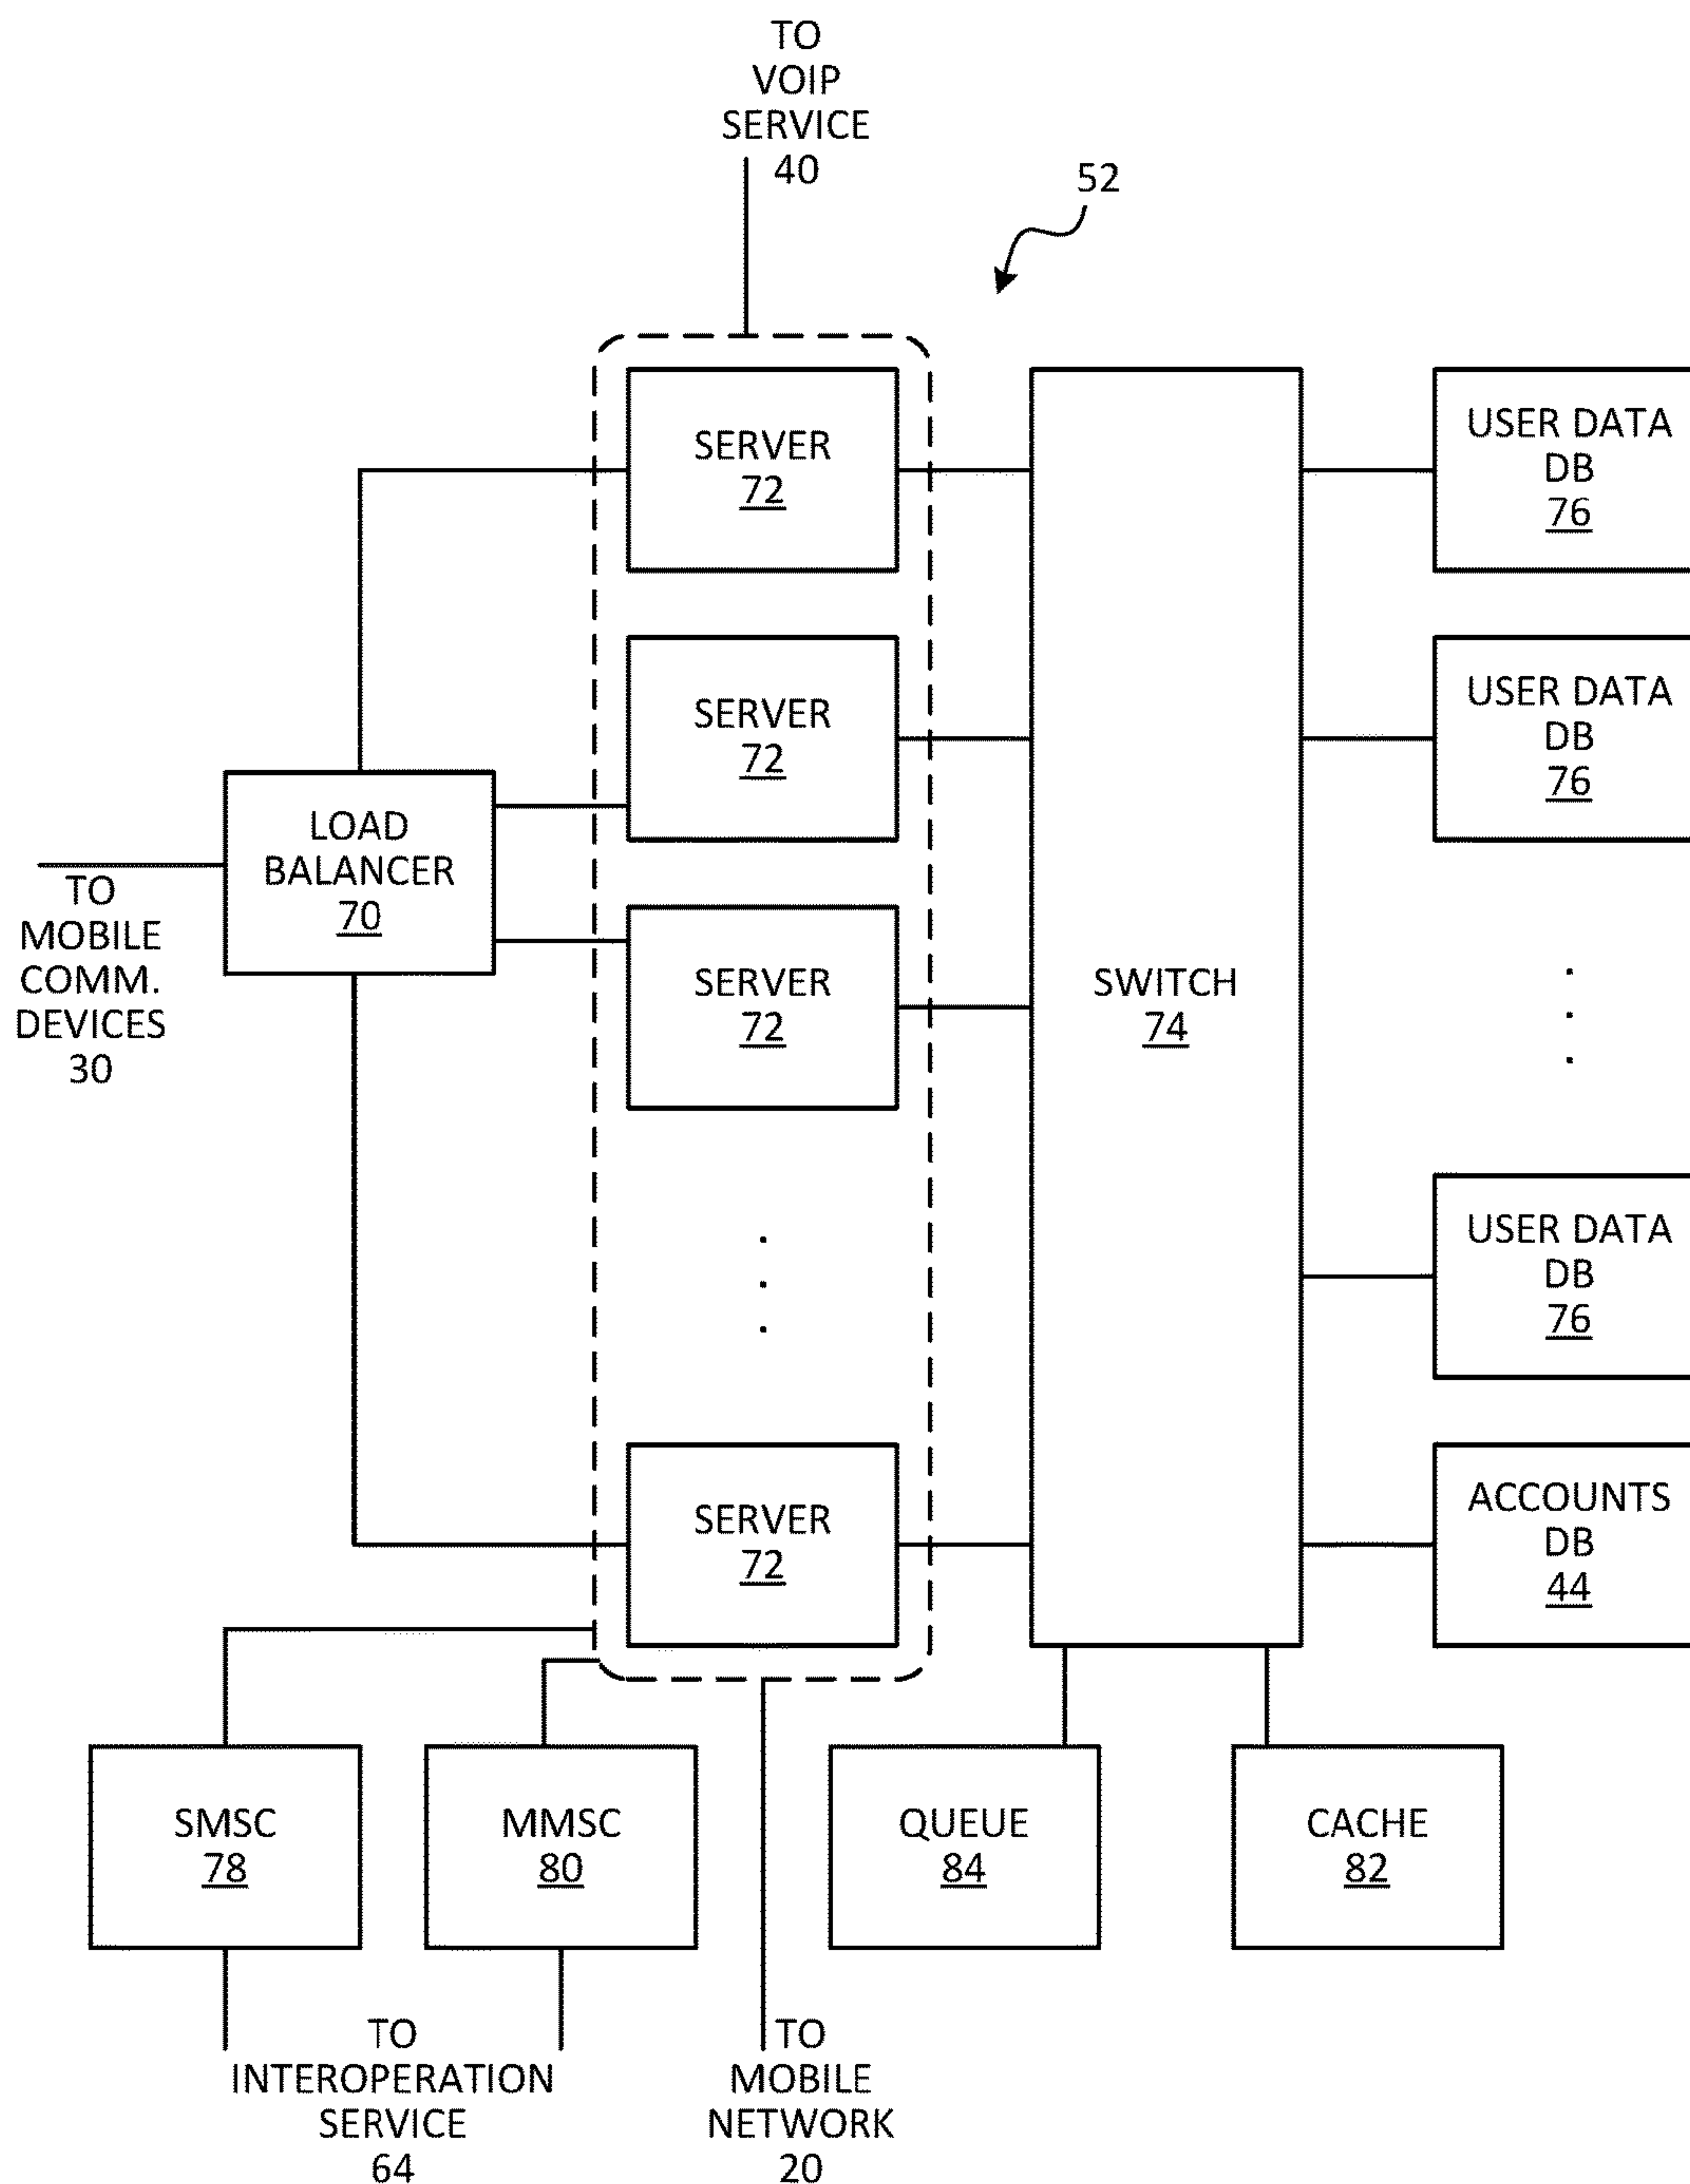 TO
VOIP
SERVICE
40
52
SERVER
72
USER DATA
DB
76
SERVER
72
USER DATA
DB
76
LOAD
BALANCER
70
TO
MOBILE
COMM.
DEVICES
30
SERVER
72
SWITCH
74
.
.
.
.
.
.
USER DATA
DB
76
SERVER
72
ACCOUNTS
DB
44
SMSC
78
MMSC
80
QUEUE
84
CACHE
82
TO
INTEROPERATION
SERVICE
64
TO
MOBILE
NETWORK
20